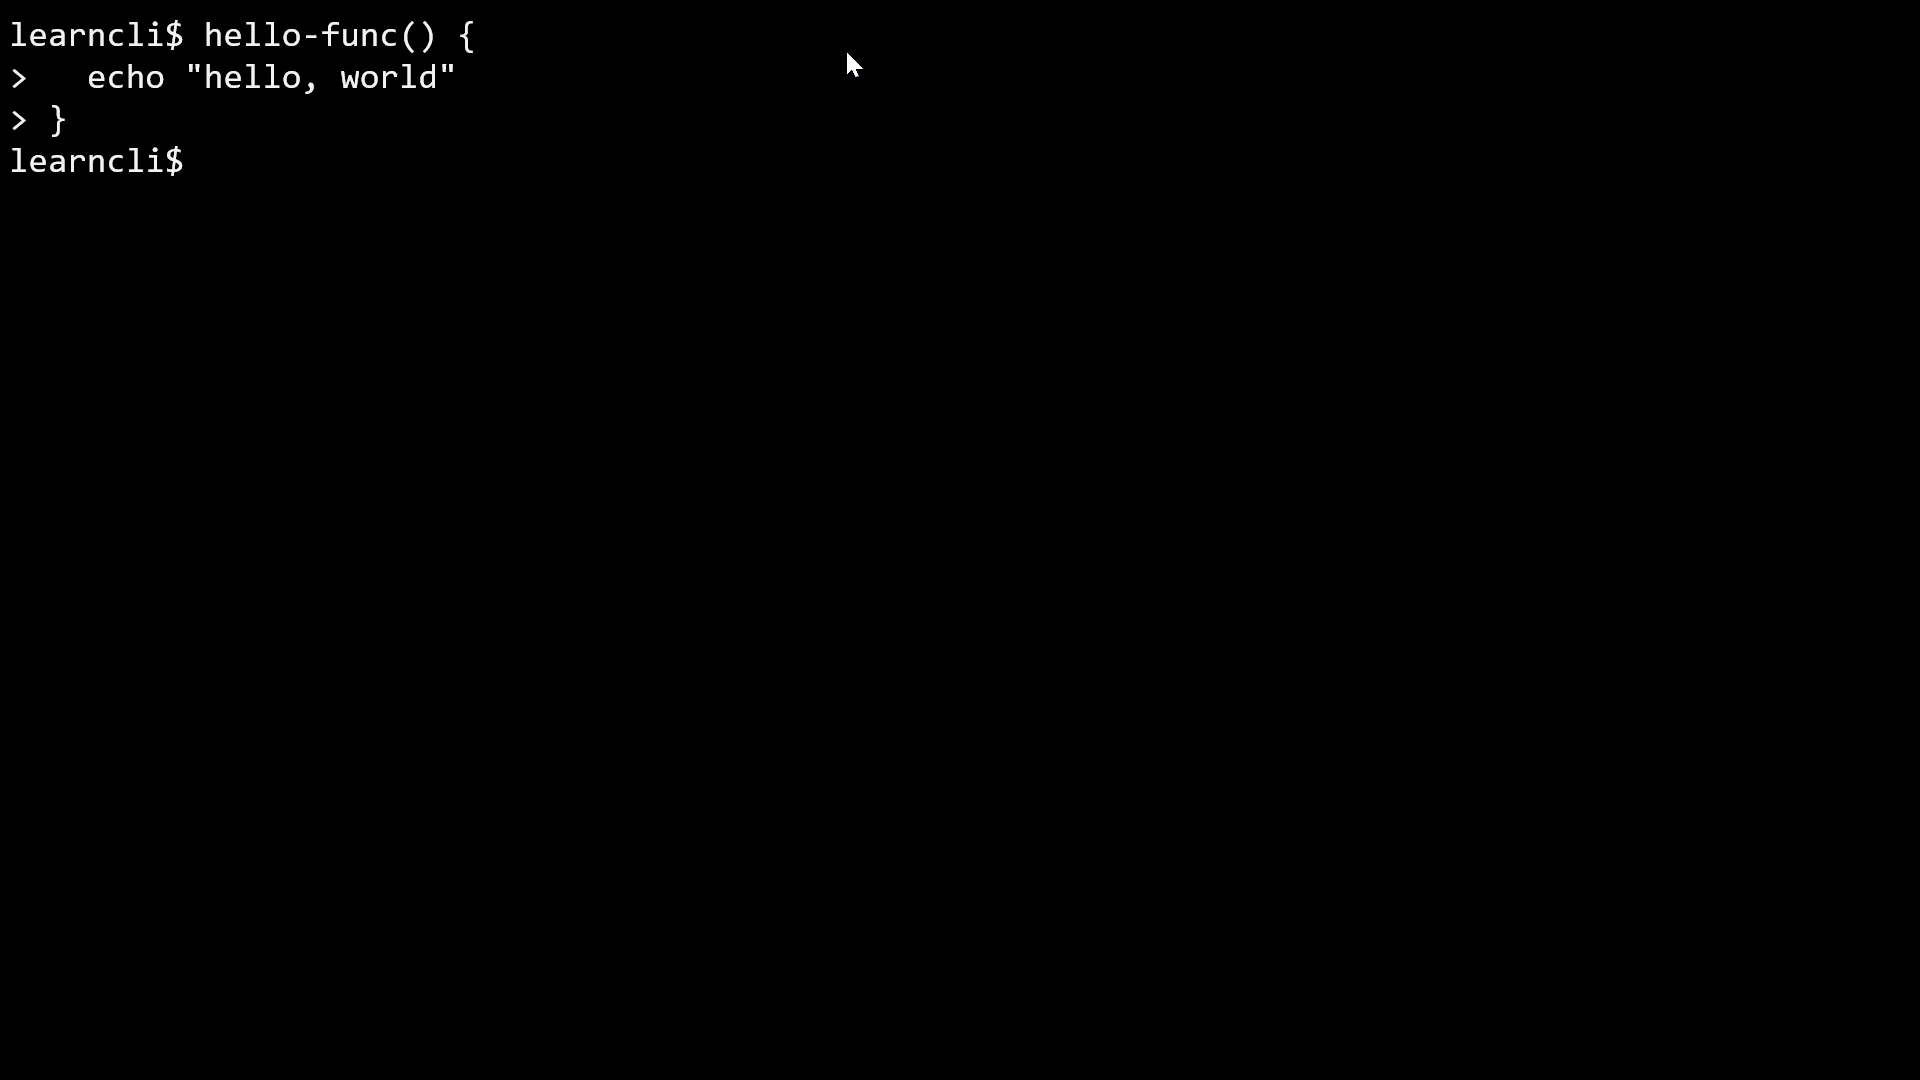 learncli$ hello-func() {
>   echo "hello, world"
> }
learncli$